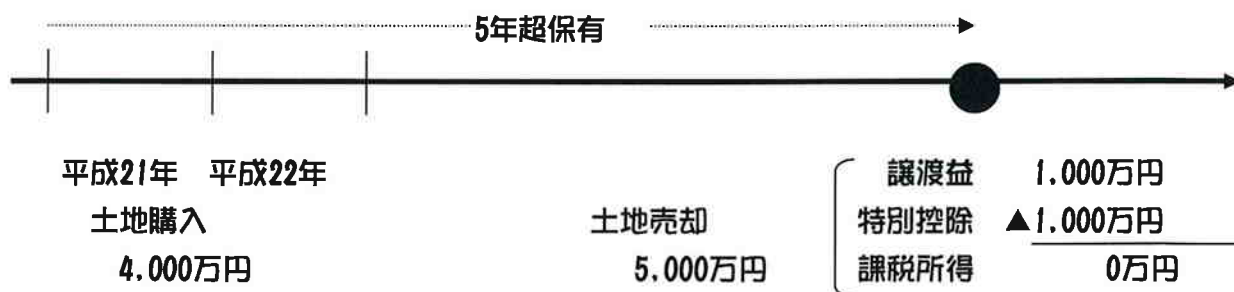 5年超保有
平成21年 平成22年
土地購入
4,000万円
土地売却
5,000万円
譲渡益 1,000万円
特別控除 ▲1,000万円
課税所得 0万円